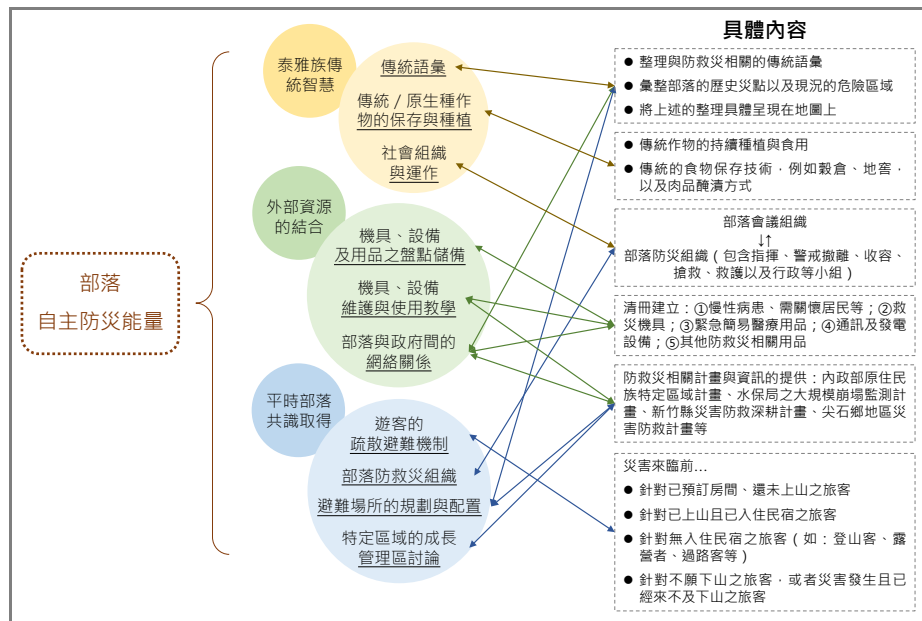 部落
自主防災能量
泰雅族傳
統智慧
傳統語彙
傳統 / 原生種作
物的保存與種植
社會組織
與運作
外部資源
的結合
機具、設備
及用品之盤點儲備
機具、設備
維護與使用教學
部落與政府間的
網絡關係
平時部落
共識取得
遊客的
疏散避難機制
部落防救災組織
避難場所的規劃與配置
特定區域的成長
管理區討論
具體內容
● 整理與防救災相關的傳統語彙
● 彙整部落的歷史災點以及現況的危險區域
● 將上述的整理具體呈現在地圖上
● 傳統作物的持續種植與食用
● 傳統的食物保存技術，例如穀倉、地窖，
以及肉品醃漬方式
部落會議組織
↓↑
部落防災組織（包含指揮、警戒撤離、收容、
搶救、救護以及行政等小組）
清冊建立：①慢性病患、需關懷居民等；②救
災機具；③緊急簡易醫療用品；④通訊及發電
設備；⑤其他防救災相關用品
防救災相關計畫與資訊的提供：內政部原住民
族特定區域計畫、水保局之大規模崩塌監測計
畫、新竹縣災害防救深耕計畫、尖石鄉地區災
害防救計畫等
災害來臨前…
● 針對已預訂房間、還未上山之旅客
● 針對已上山且已入住民宿之旅客
● 針對無入住民宿之旅客（如：登山客、露
營者、過路客等）
● 針對不願下山之旅客，或者災害發生且已
經來不及下山之旅客